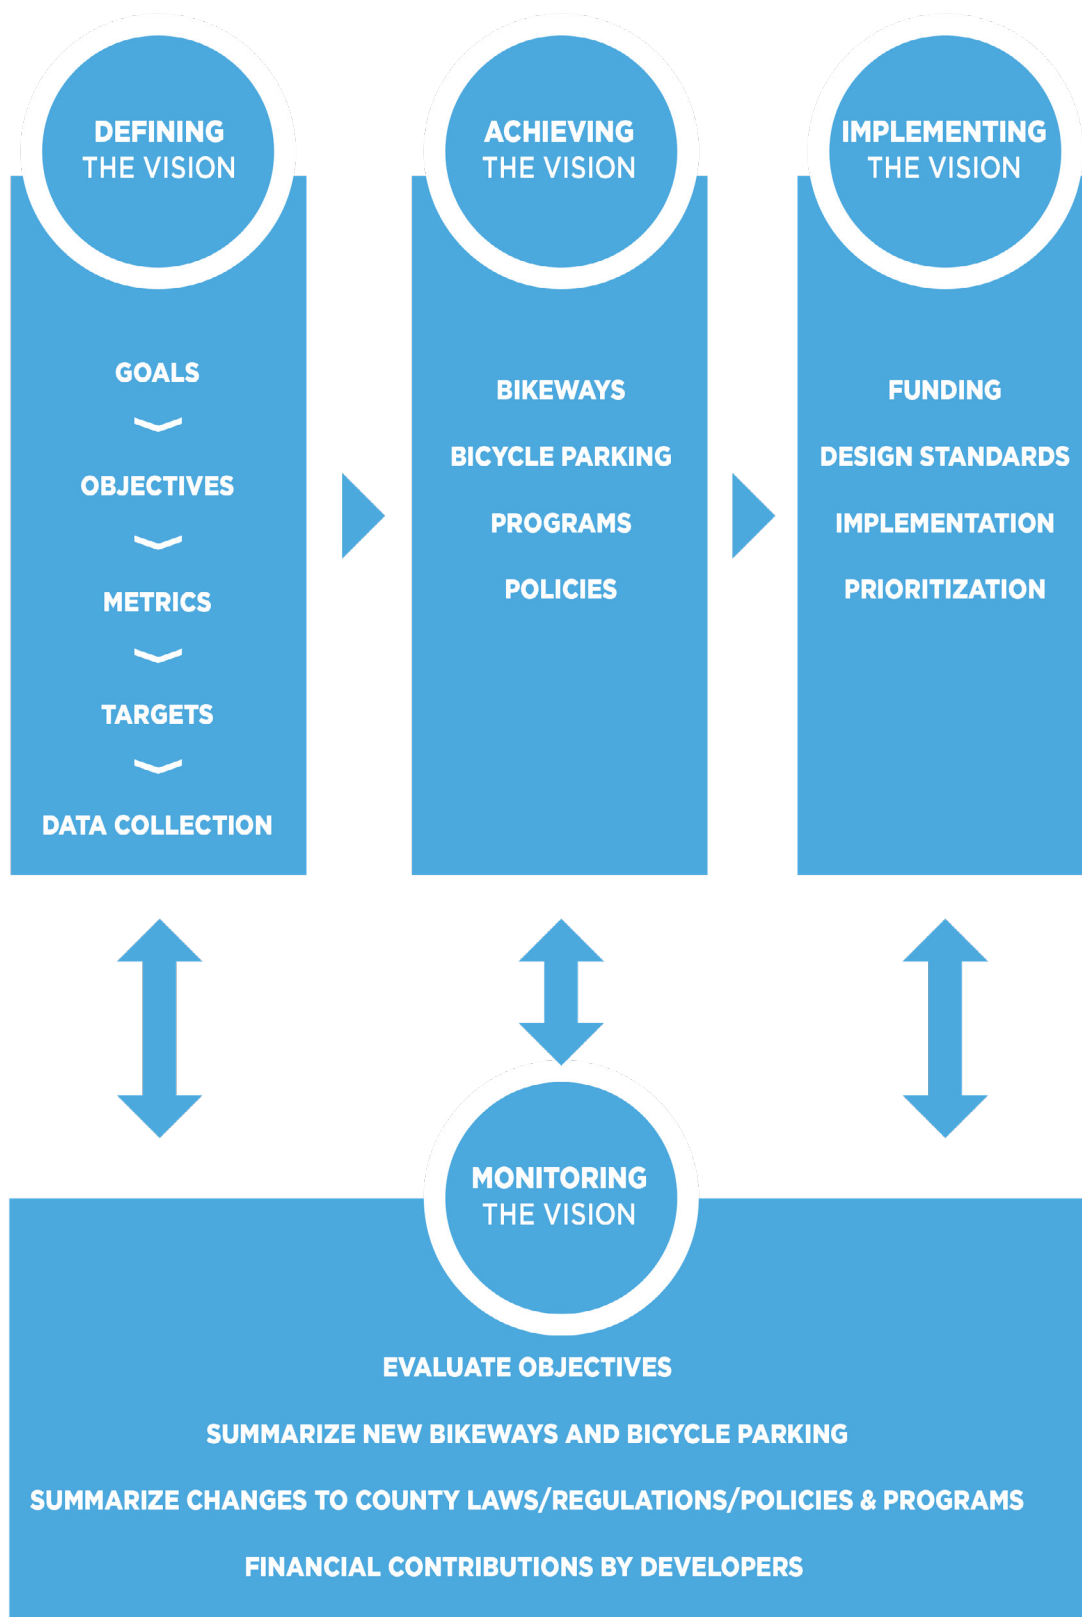 DEFINING
THE VISION
GOALS
OBJECTIVES
METRICS
TARGETS
DATA COLLECTION
ACHIEVING
THE VISION
BIKEWAYS
BICYCLE PARKING
PROGRAMS
POLICIES
IMPLEMENTING
THE VISION
FUNDING
DESIGN STANDARDS
IMPLEMENTATION
PRIORITIZATION
MONITORING
THE VISION
EVALUATE OBJECTIVES
SUMMARIZE NEW BIKEWAYS AND BICYCLE PARKING
SUMMARIZE CHANGES TO COUNTY LAWS/REGULATIONS/POLICIES & PROGRAMS
FINANCIAL CONTRIBUTIONS BY DEVELOPERS